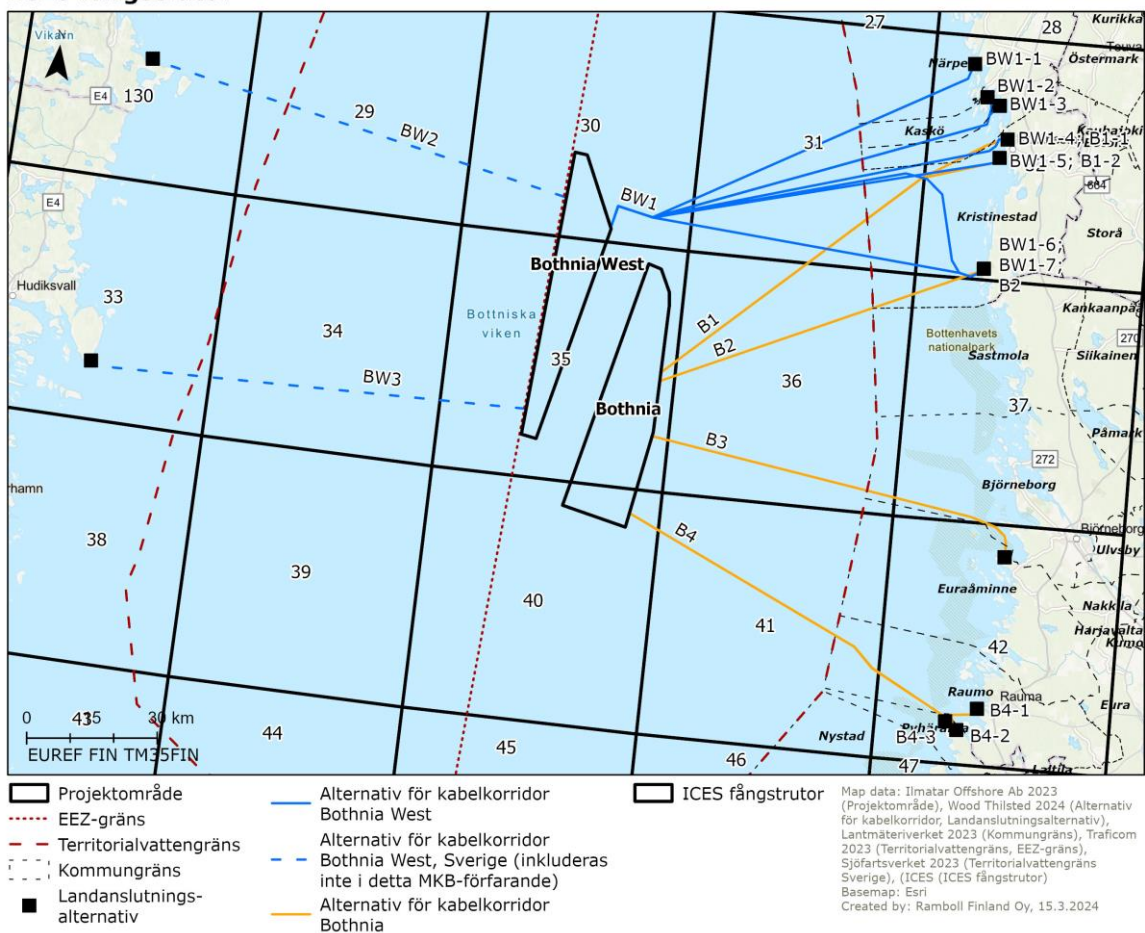 Vikarn
N
27
28
Kurikka
Närpes
BW1-1
Östermark
E4
130
29
BW2
30
BW1-2
BW1-3
Kaskö
31
BW1-4; B1-1
BW1-5; B1-2
664
E4
BW1
Kristinestad
Storå
BW1-6;
BW1-7;
B2
Bothnia West
Hudiksvall
33
34
Bottniska
viken
35
B1
B2
Bottenhavets
nationalpark
Kankaanpää
270
Sastmola
Siikainen
BW3
36
Bothnia
37
Påmark
B3
272
Björneborg
Björneborg
Ulvsby
38
39
40
B4
41
Euraåminne
Nakkila
Harjavalta
Kumo
42
Raumo
Rauma
Eura
B4-1
B4-3
B4-2
43
44
45
46
47
Nystad
Laitila
0
15
30 km
EUREF FIN TM35FIN
Projektområde
EEZ-gräns
Territorialvattengräns
Kommungräns
Landanslutnings-
alternativ
Alternativ för kabelkorridor
Bothnia West
Alternativ för kabelkorridor
Bothnia West, Sverige (inkluderas
inte i detta MKB-förfarande)
Alternativ för kabelkorridor
Bothnia
ICES fångstrutor
Map data: Ilmatar Offshore Ab 2023
(Projektområde), Wood Thilsted 2024 (Alternativ
för kabelkorridor, Landanslutningsalternativ),
Lantmäteriverket 2023 (Kommungräns), Traficom
2023 (Territorialvattengräns, EEZ-gräns),
Sjöfartsverket 2023 (Territorialvattengräns
Sverige), (ICES (ICES fångstrutor)
Basemap: Esri
Created by: Ramboll Finland Oy, 15.3.2024